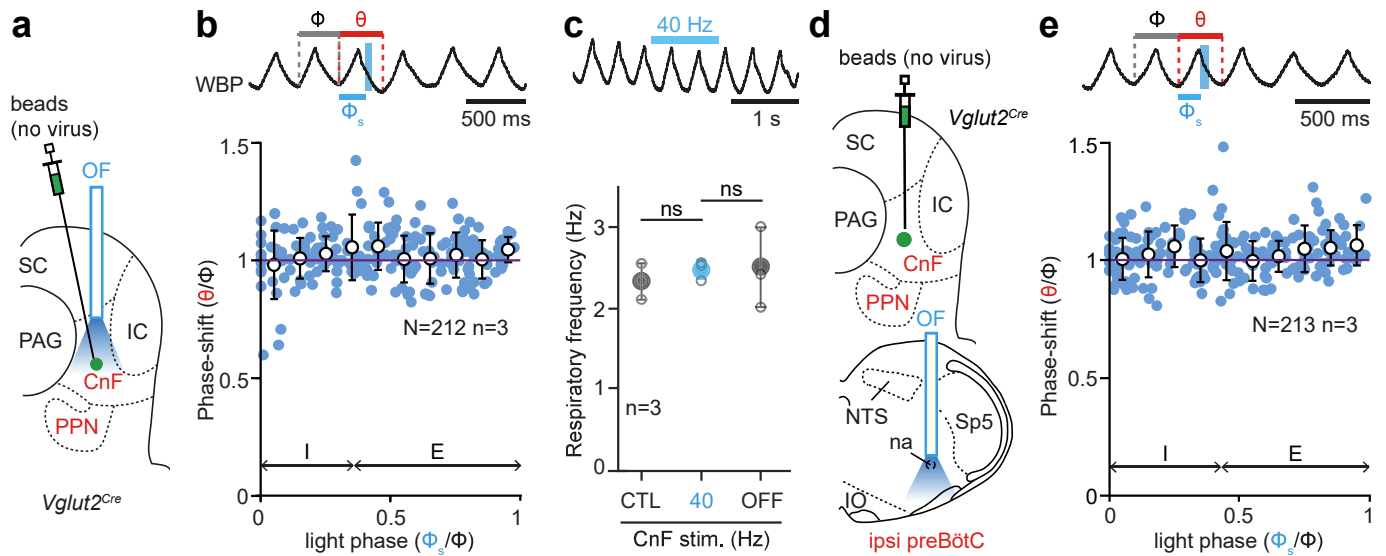 a
beads
(no virus)
OF
SC
PAG
IC
CnF
PPN
Vglut2Cre
b
Φ
θ
WBP
Φs
500 ms
Phase-shift (θ/Φ)
1.5
1
0.5
0
N=212 n=3
I
E
0
0.5
1
light phase (Φs/Φ)
c
40 Hz
1 s
Respiratory frequency (Hz)
3
2
1
0
ns
ns
n=3
CTL
40
OFF
CnF stim. (Hz)
d
beads (no virus)
Vglut2Cre
SC
PAG
IC
CnF
PPN
OF
NTS
Sp5
na
IO
ipsi preBötC
e
Φ
θ
Φs
500 ms
Phase-shift (θ/Φ)
1.5
1
0.5
0
N=213 n=3
I
E
0
0.5
1
light phase (Φs/Φ)